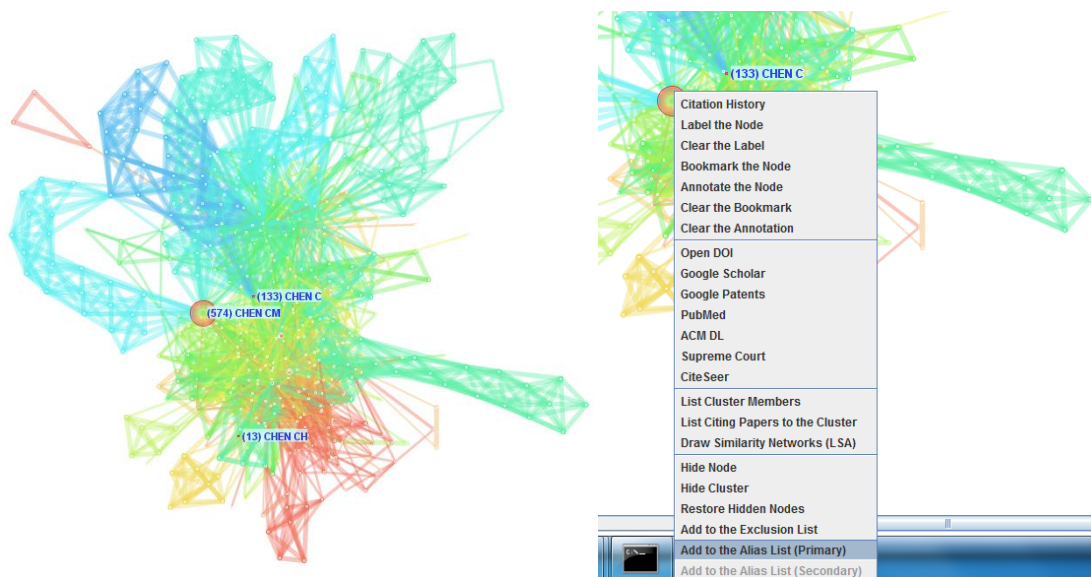 (133) CHEN C
(574) CHEN CM
(13) CHEN CH
(133) CHEN C
Citation History
Label the Node
Clear the Label
Bookmark the Node
Annotate the Node
Clear the Bookmark
Clear the Annotation
Open DOI
Google Scholar
Google Patents
PubMed
ACM DL
Supreme Court
CiteSeer
List Cluster Members
List Citing Papers to the Cluster
Draw Similarity Networks (LSA)
Hide Node
Hide Cluster
Restore Hidden Nodes
Add to the Exclusion List
Add to the Alias List (Primary)
Add to the Alias List (Secondary)